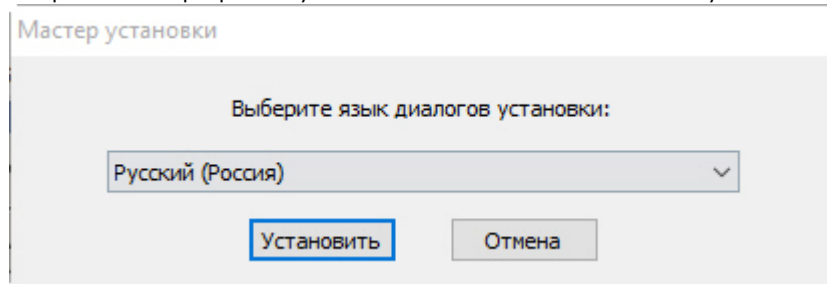 Мастер установки
Выберите язык диалогов установки:
Русский (Россия)
Установить
Отмена